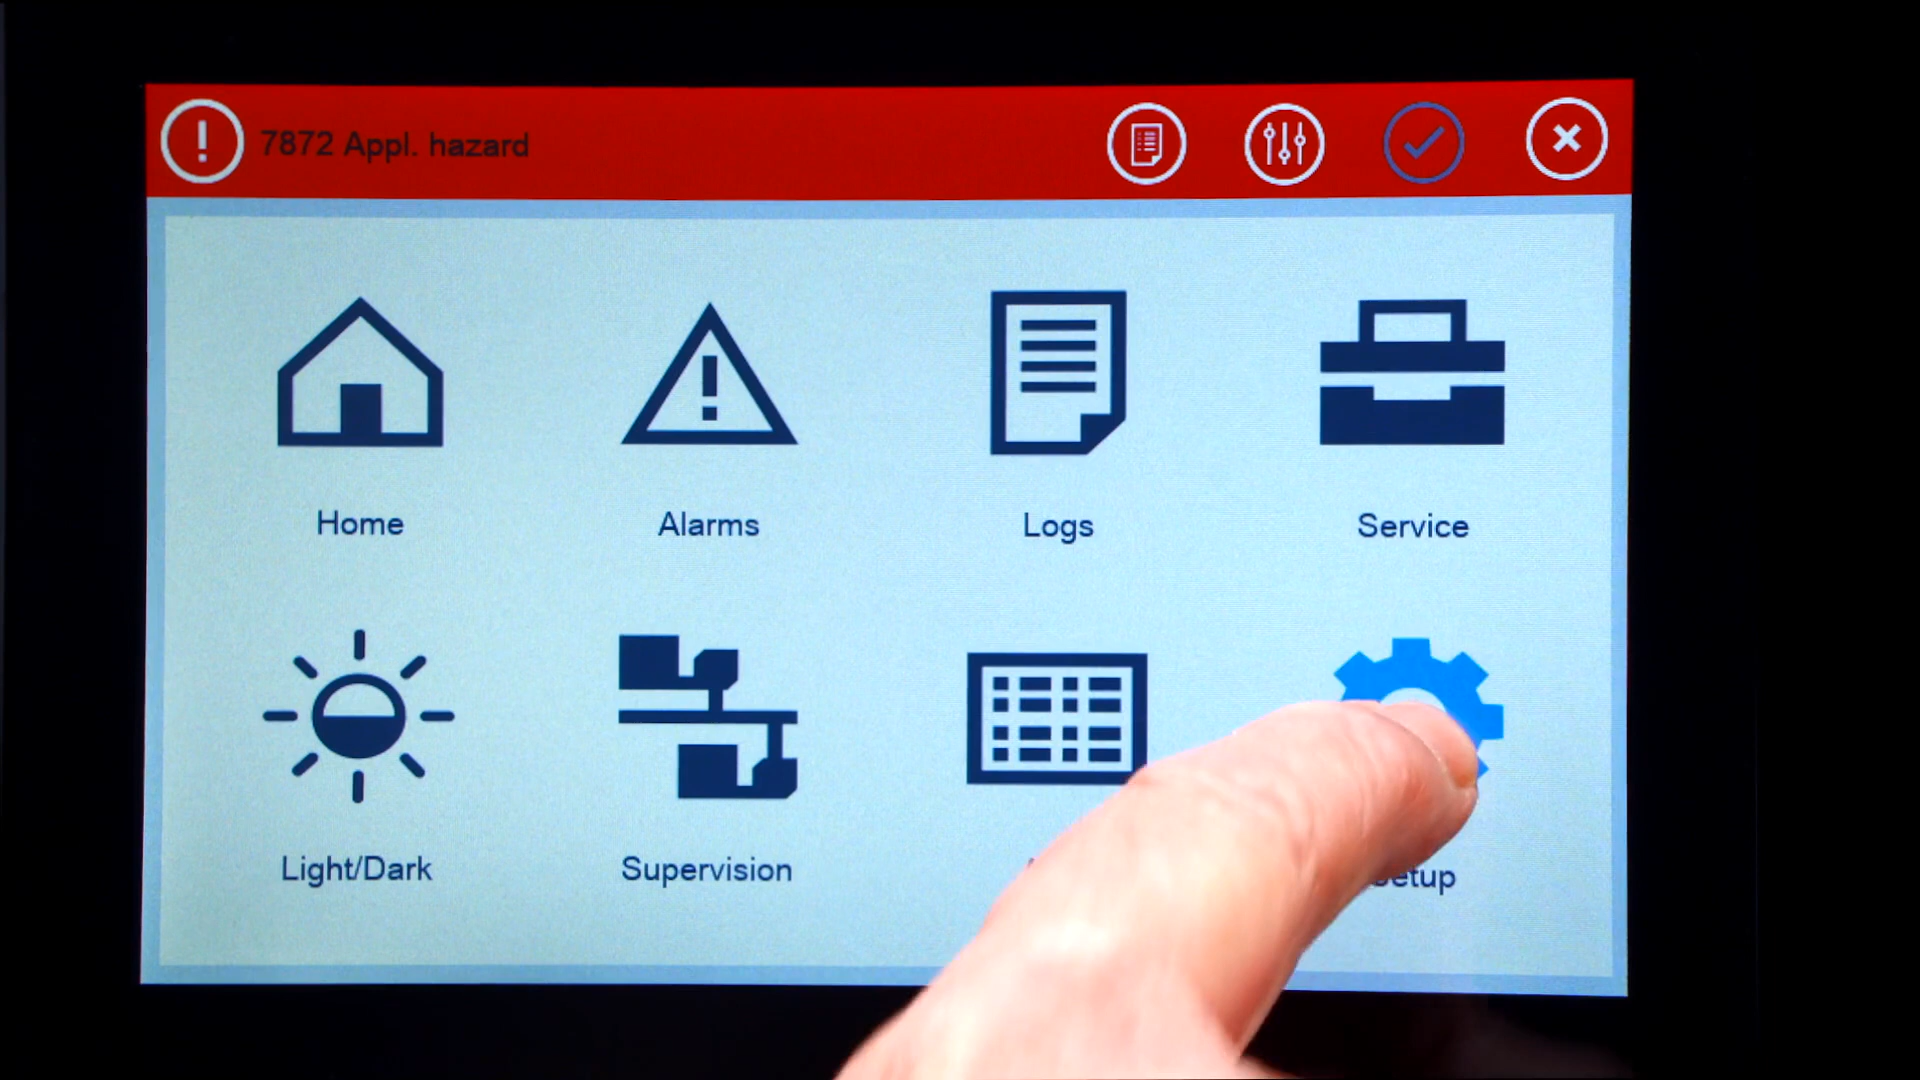 7872 Appl. hazard
Home
Alarms
Logs
Service
Light/Dark
Supervision